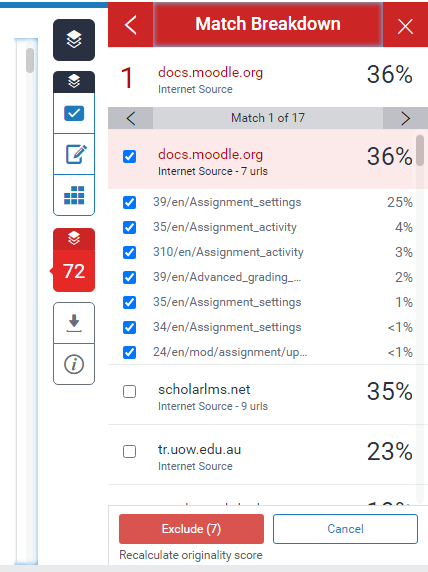 Match Breakdown
1 docs.moodle.org 36%
Internet Source
Match 1 of 17
docs.moodle.org 36%
Internet Source - 7 urls
39/en/Assignment_settings 25%
35/en/Assignment_activity 4%
310/en/Assignment_activity 3%
39/en/Advanced_grading_... 2%
35/en/Assignment_settings 1%
34/en/Assignment_settings <1%
24/en/mod/assignment/up... <1%
72
scholarlms.net 35%
Internet Source - 9 urls
tr.uow.edu.au 23%
Internet Source
Exclude (7) Cancel
Recalculate originality score